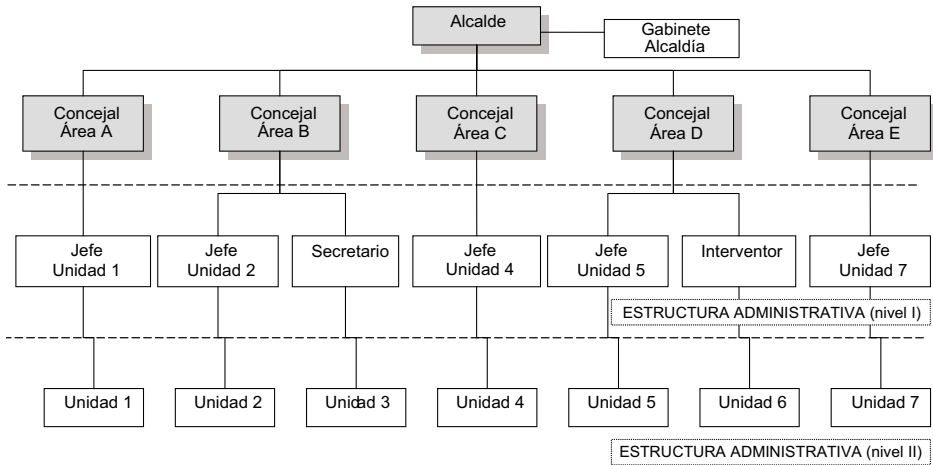 Alcalde
Gabinete
Alcaldía
Concejal
Área A
Concejal
Área B
Concejal
Área C
Concejal
Área D
Concejal
Área E
Jefe
Unidad 1
Jefe
Unidad 2
Secretario
Jefe
Unidad 4
Jefe
Unidad 5
Interventor
Jefe
Unidad 7
ESTRUCTURA ADMINISTRATIVA (nivel I)
Unidad 1
Unidad 2
Unidad 3
Unidad 4
Unidad 5
Unidad 6
Unidad 7
ESTRUCTURA ADMINISTRATIVA (nivel II)